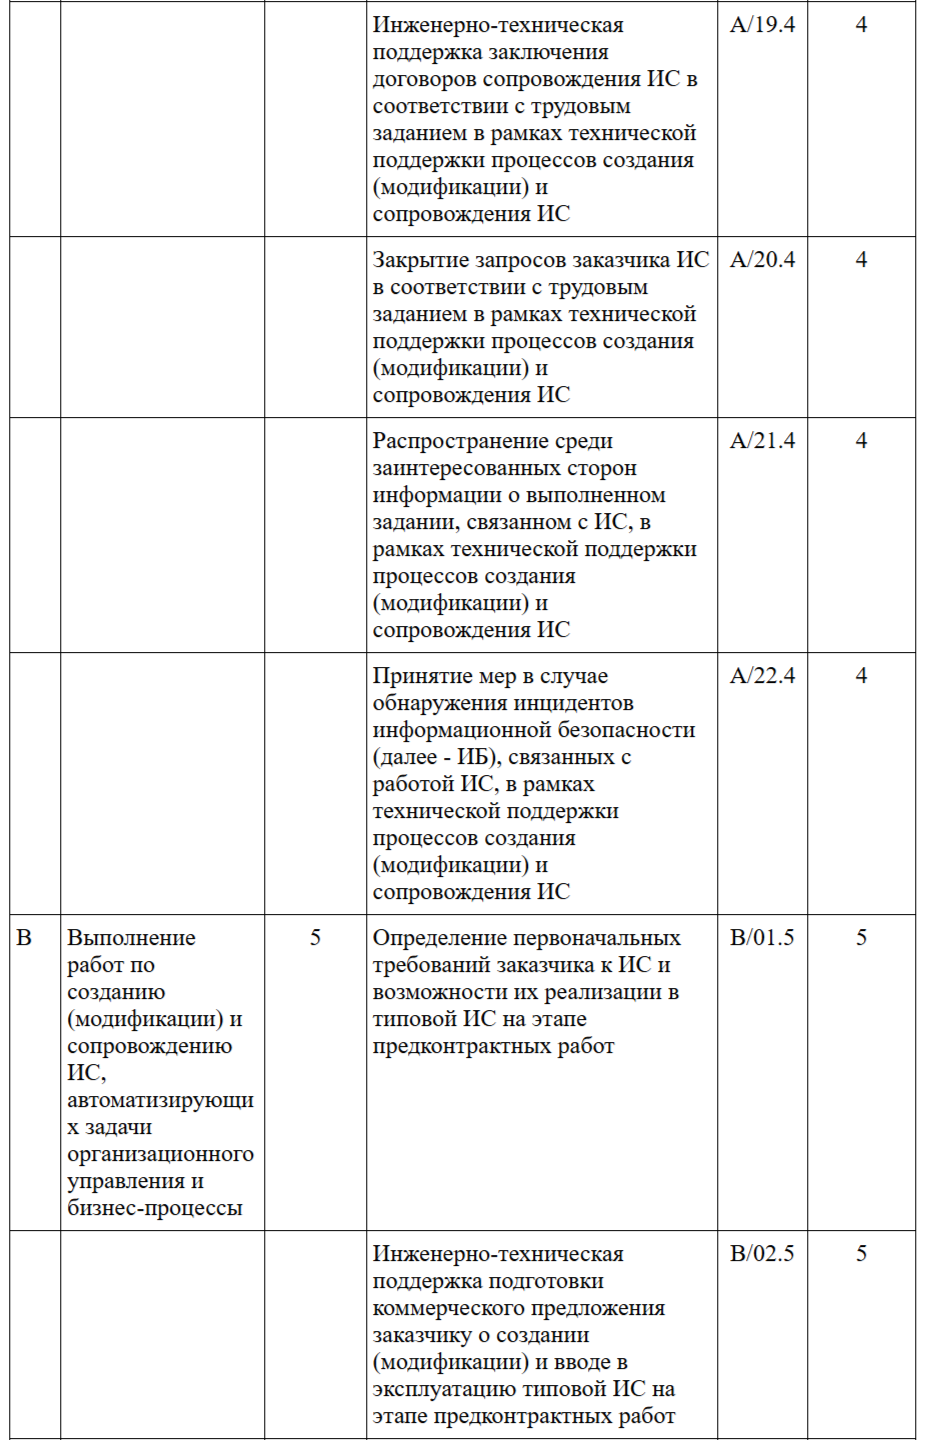 Инженерно-техническая A/19.4 4
поддержка заключения
договоров сопровождения ИС в
соответствии с трудовым
заданием в рамках технической
поддержки процессов создания
(модификации) и
сопровождения ИС
Закрытие запросов заказчика ИС A/20.4 4
в соответствии с трудовым
заданием в рамках технической
поддержки процессов создания
(модификации) и
сопровождения ИС
Распространение среди A/21.4 4
заинтересованных сторон
информации о выполненном
задании, связанном с ИС, в
рамках технической поддержки
процессов создания
(модификации) и
сопровождения ИС
Принятие мер в случае A/22.4 4
обнаружения инцидентов
информационной безопасности
(далее - ИБ), связанных с
работой ИС, в рамках
технической поддержки
процессов создания
(модификации) и
сопровождения ИС
B
Выполнение
работ по
созданию
(модификации) и
сопровождению
ИС,
автоматизирующи
х задачи
организационного
управления и
бизнес-процессы
5
Определение первоначальных
требований заказчика к ИС и
возможности их реализации в
типовой ИС на этапе
предконтрактных работ
B/01.5 5
Инженерно-техническая B/02.5 5
поддержка подготовки
коммерческого предложения
заказчику о создании
(модификации) и вводе в
эксплуатацию типовой ИС на
этапе предконтрактных работ